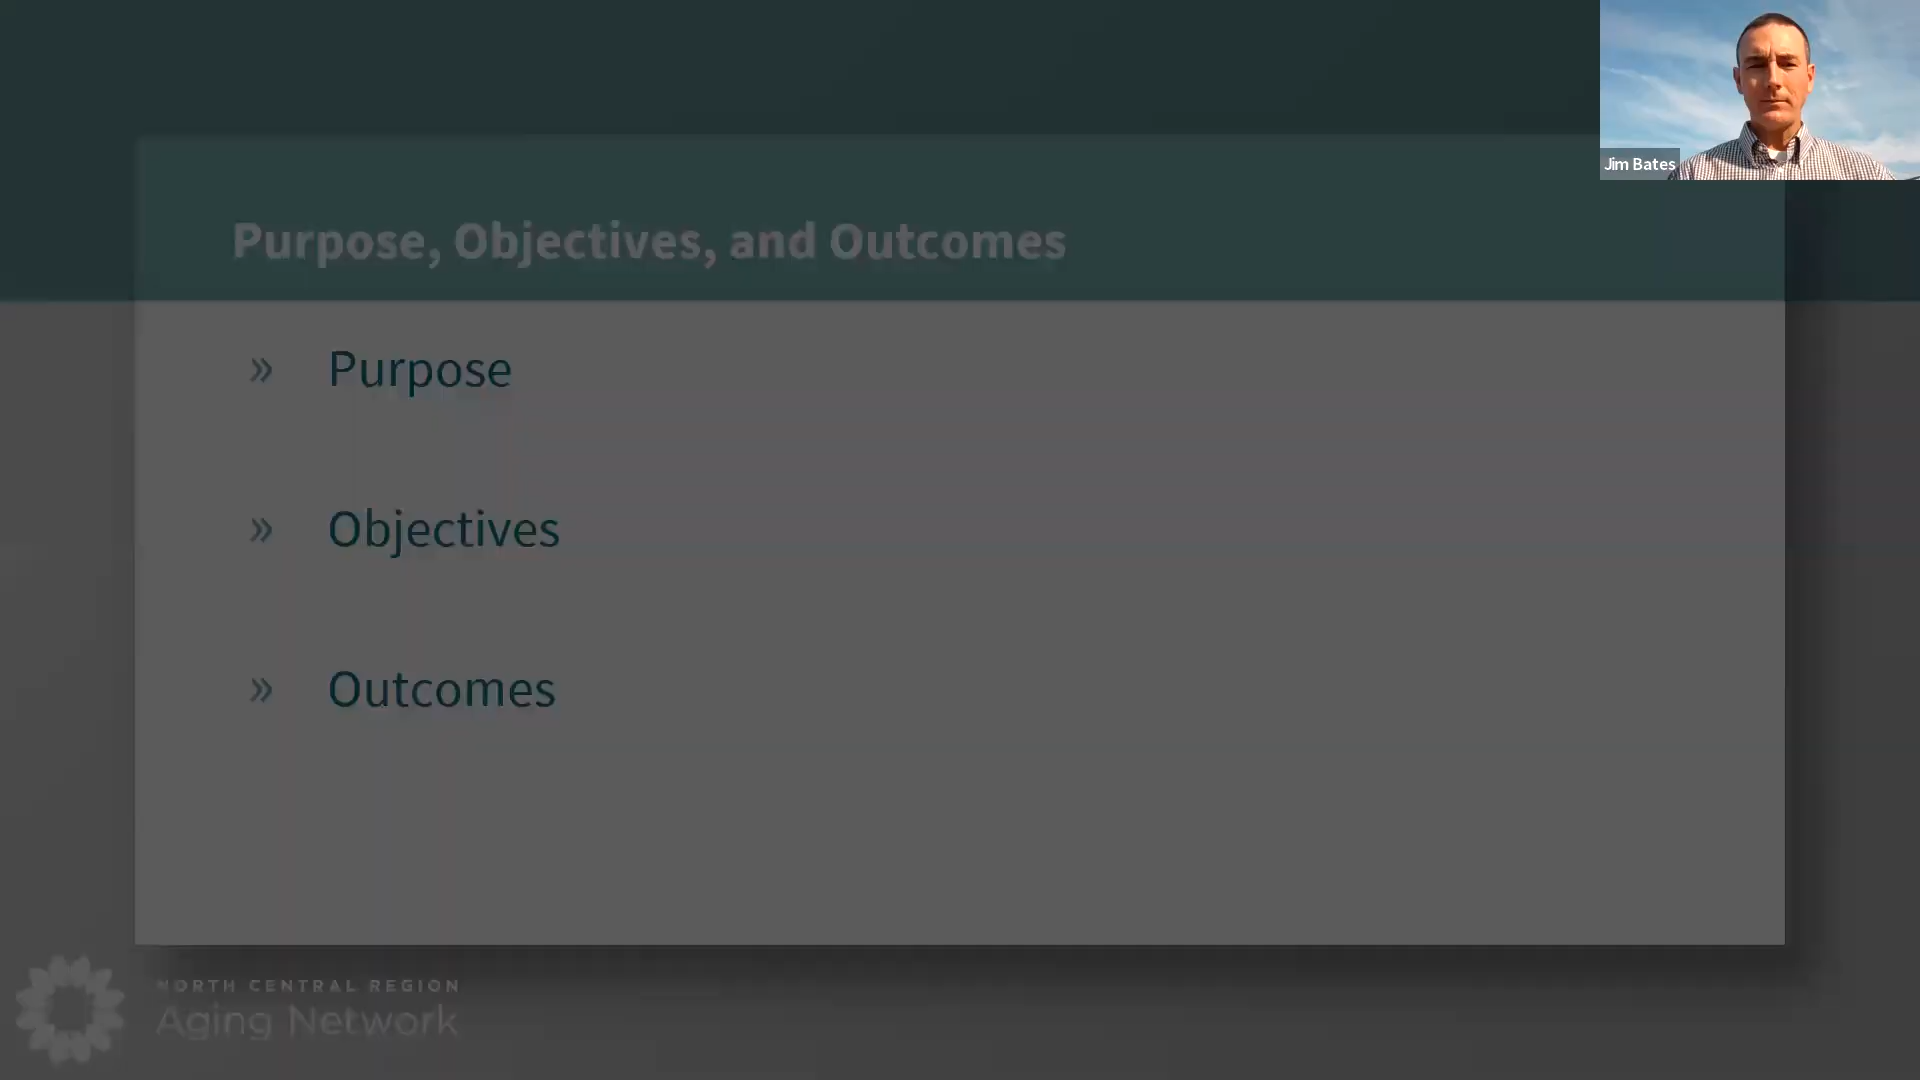 Jim Bates
Purpose, Objectives, and Outcomes
» Purpose
» Objectives
» Outcomes
NORTH CENTRAL REGION
Aging Network